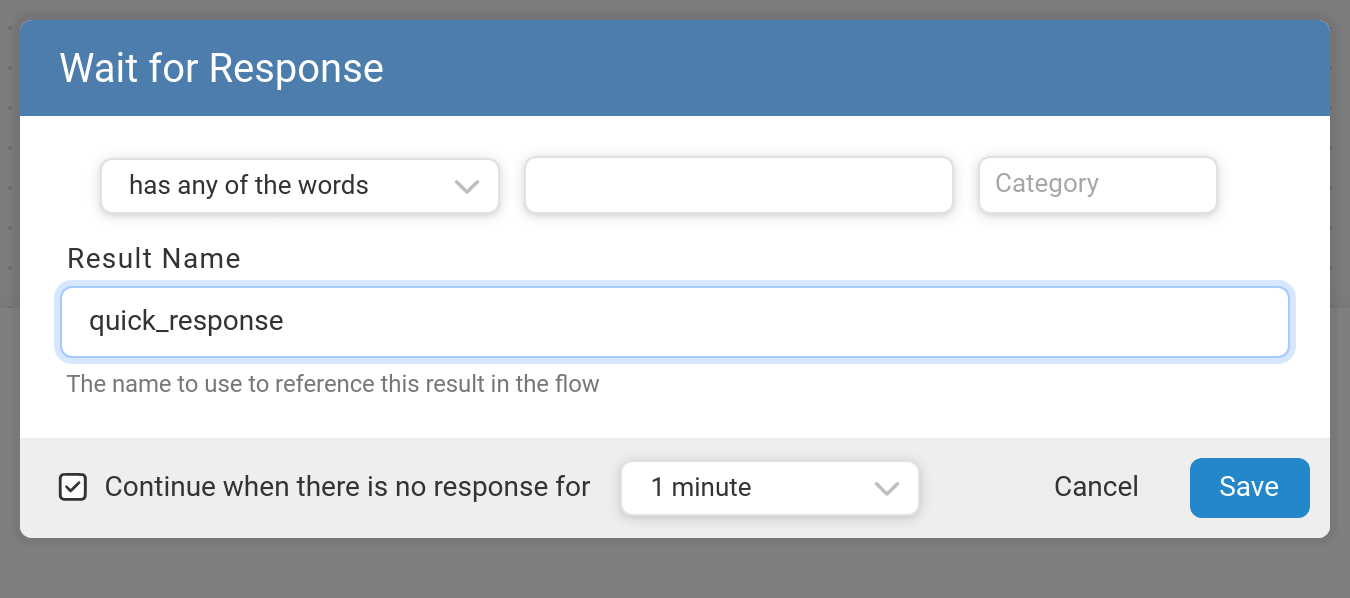 Wait for Response
has any of the words
Category
Result Name
quick_response
The name to use to reference this result in the flow
Continue when there is no response for
1 minute
Cancel
Save